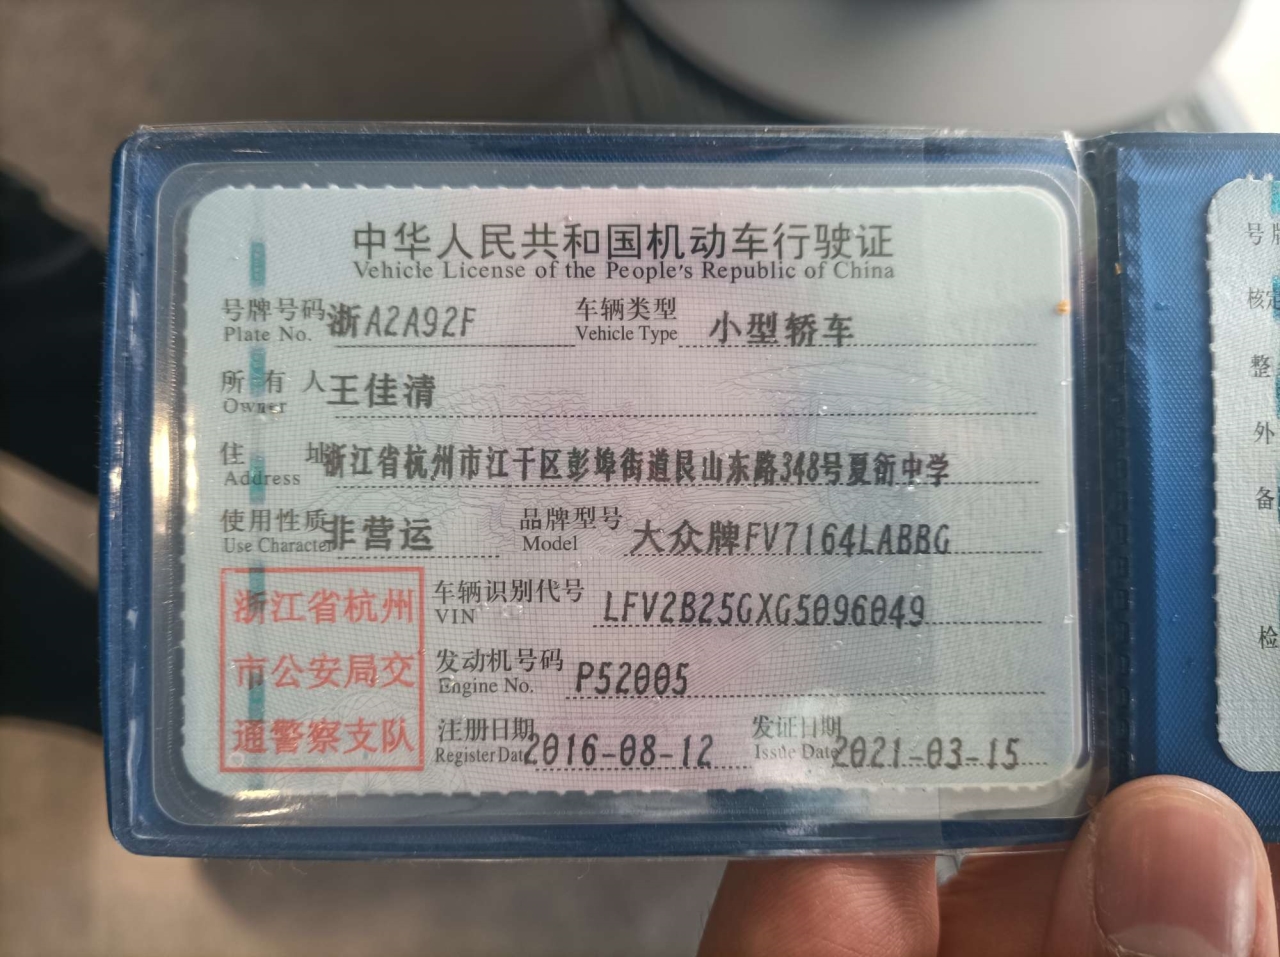 中华人民共和国机动车行驶证
Vehicle License of the People's Republic of China
号牌号码 浙A2A92F 车辆类型 小型轿车
Plate No. Vehicle Type
所有人 王佳清
Owner
住址 浙江省杭州市江干区彭埠街道艮山东路348号夏衍中学
Address
使用性质 非营运 品牌型号 大众牌FV7164LABBG
Use Character Model
浙江省杭州
市公安局交
通警察支队
车辆识别代号 LFV2B25GXG5096049
VIN
发动机号码 P52005
Engine No.
注册日期 2016-08-12 发证日期 2021-03-15
Register Date Issue Date
号牌
核定
整
外
备
检